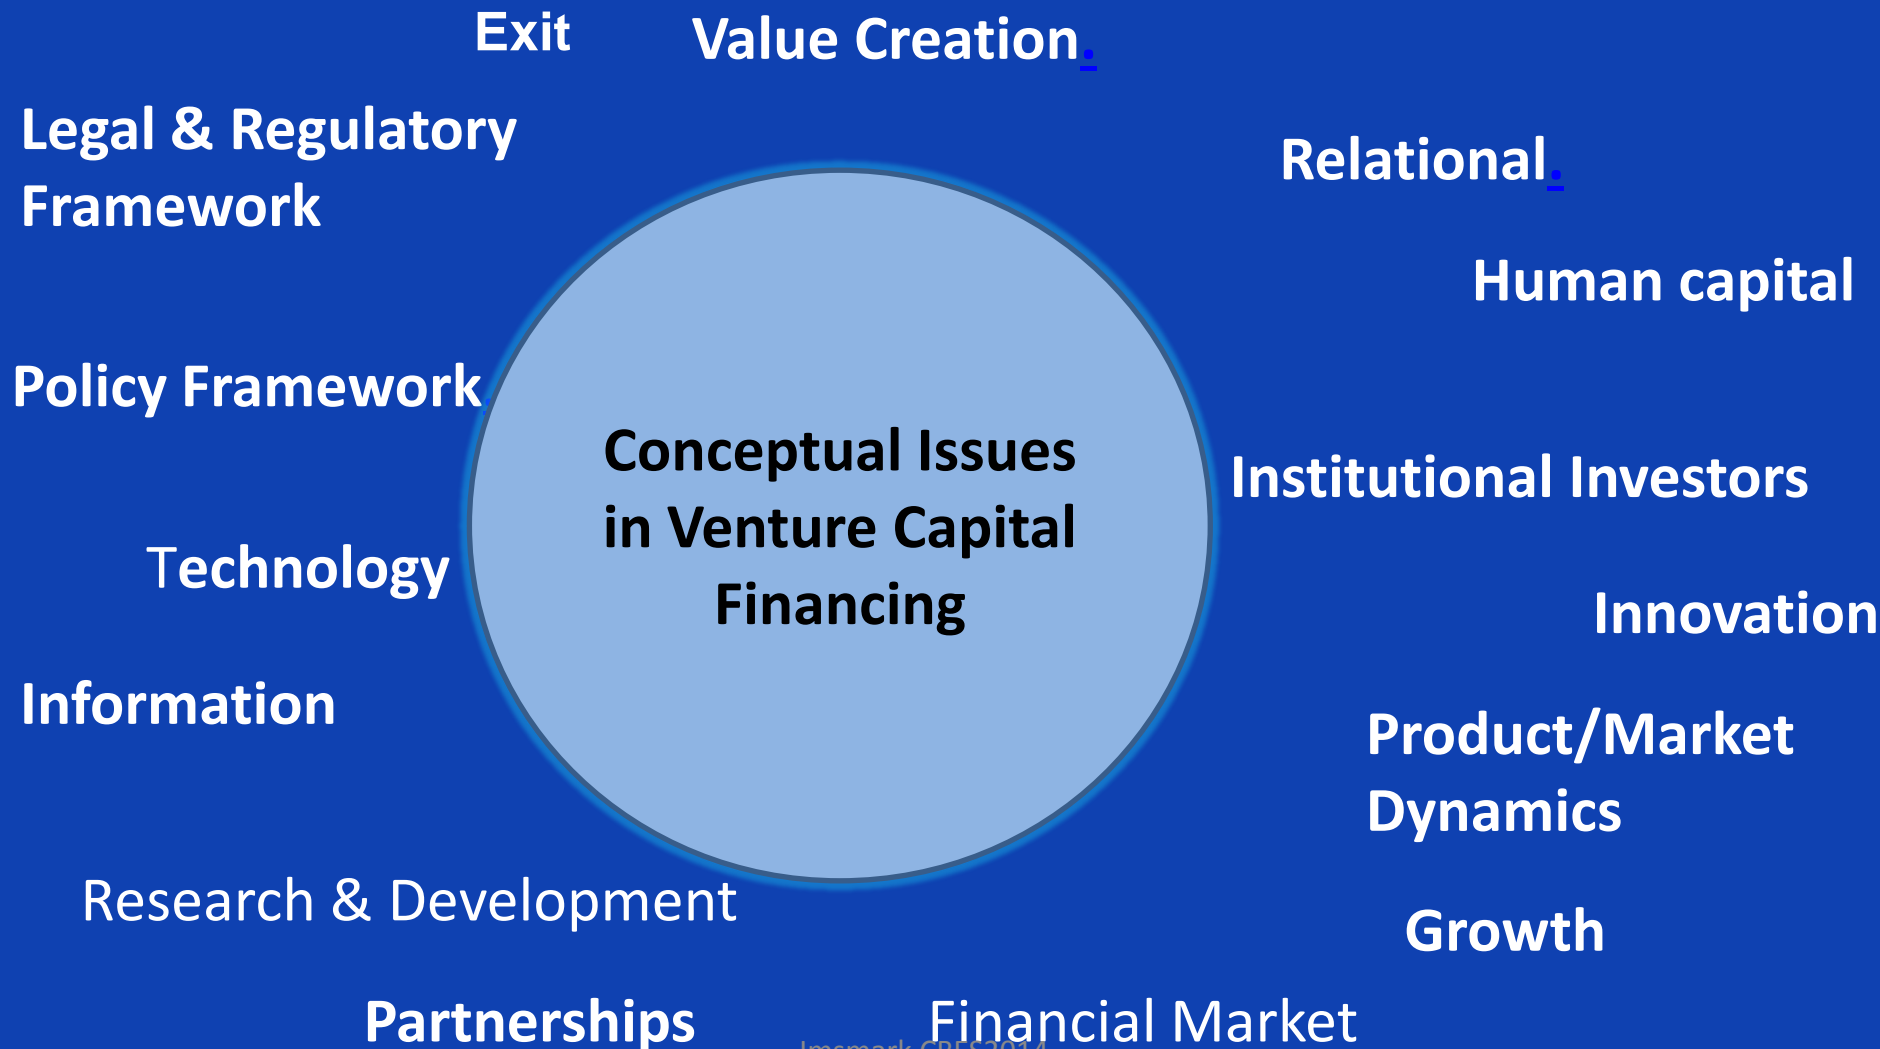 Exit
Value Creation.
Legal & Regulatory
Framework
Relational.
Human capital
Policy Framework.
Conceptual Issues
in Venture Capital
Financing
Institutional Investors
Technology
Innovation
Information
Product/Market
Dynamics
Research & Development
Growth
Partnerships
Financial Market